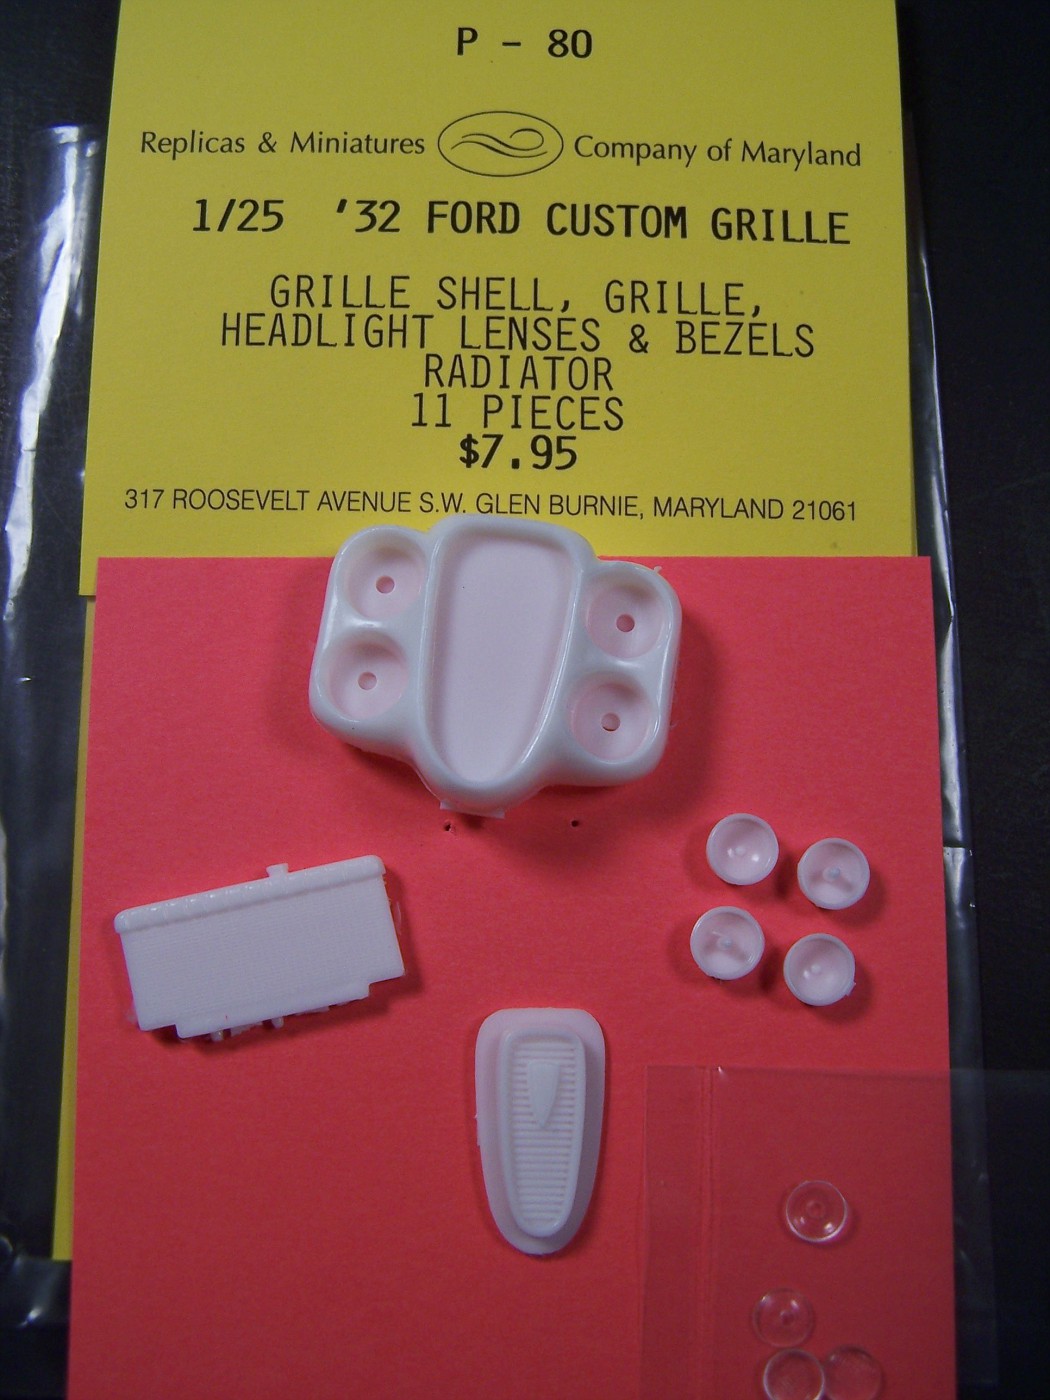 P - 80
Replicas & Miniatures Company of Maryland
1/25 '32 FORD CUSTOM GRILLE
GRILLE SHELL, GRILLE,
HEADLIGHT LENSES & BEZELS
RADIATOR
11 PIECES
$7.95
317 ROOSEVELT AVENUE S.W. GLEN BURNIE, MARYLAND 21061